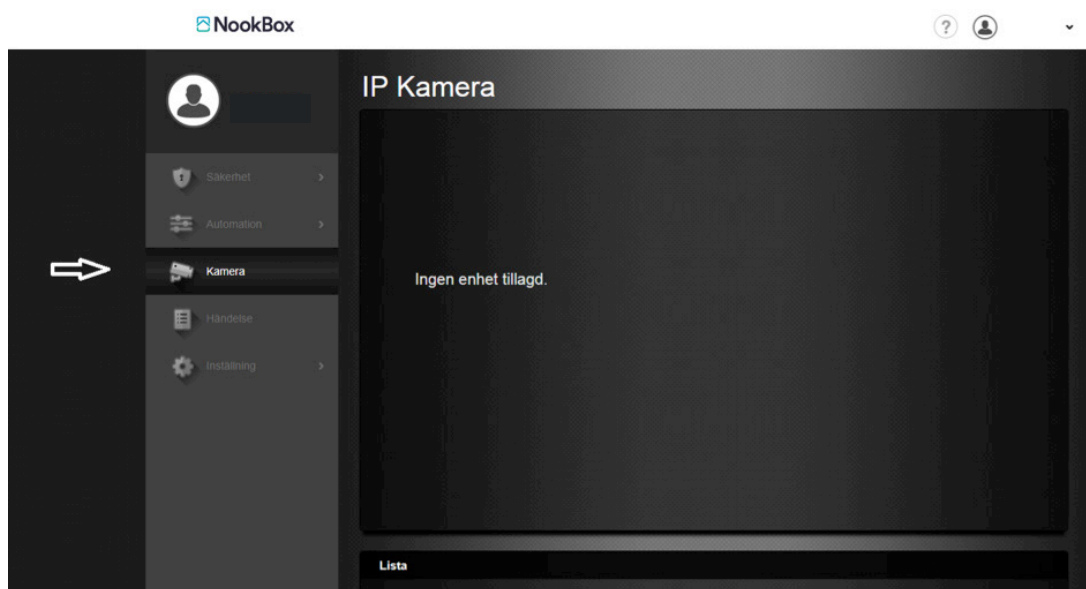 NookBox
?
IP Kamera
Säkerhet
Automation
Kamera
Ingen enhet tillagd.
Händelse
Inställning
Lista